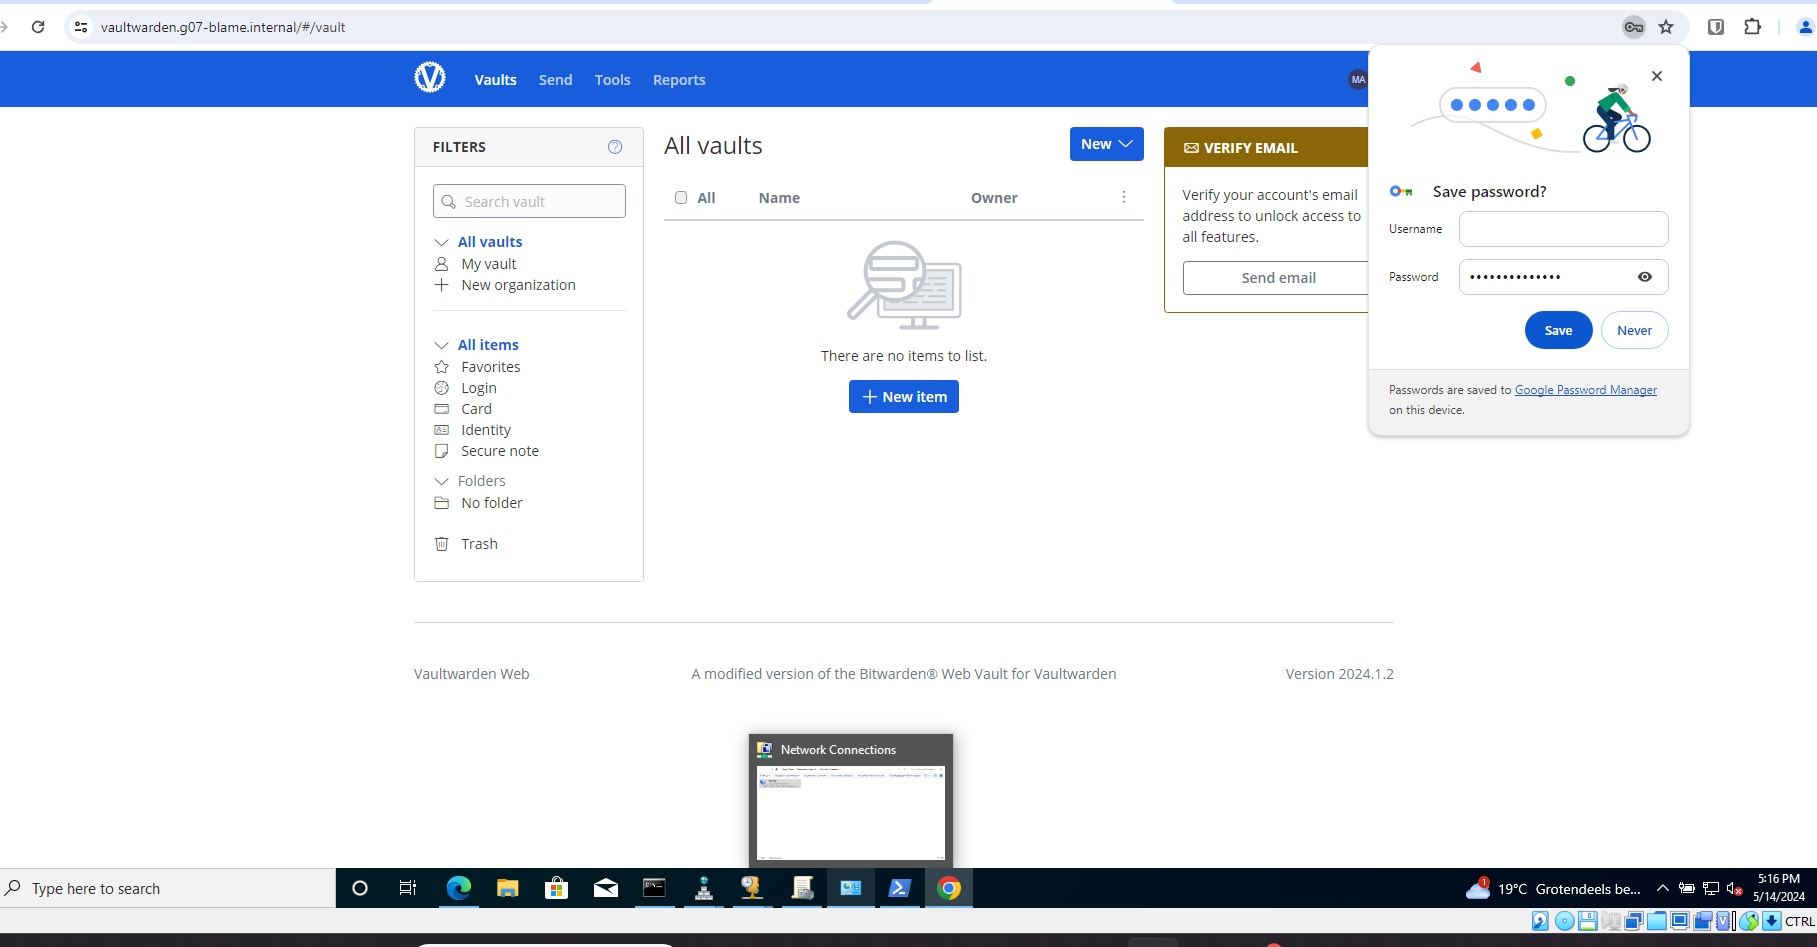 vaultwarden.g07-blame.internal/#/vault
Vaults
Send
Tools
Reports
MA
FILTERS
Search vault
All vaults
My vault
New organization
All items
Favorites
Login
Card
Identity
Secure note
Folders
No folder
Trash
All vaults
New
All
Name
Owner
There are no items to list.
New item
VERIFY EMAIL
Verify your account's email
address to unlock access to
all features.
Send email
Save password?
Username
Password
Save
Never
Passwords are saved to Google Password Manager
on this device.
Vaultwarden Web
A modified version of the Bitwarden® Web Vault for Vaultwarden
Version 2024.1.2
Network Connections
Type here to search
1
19°C Grotendeels be...
5:16 PM
5/14/2024
CTRL